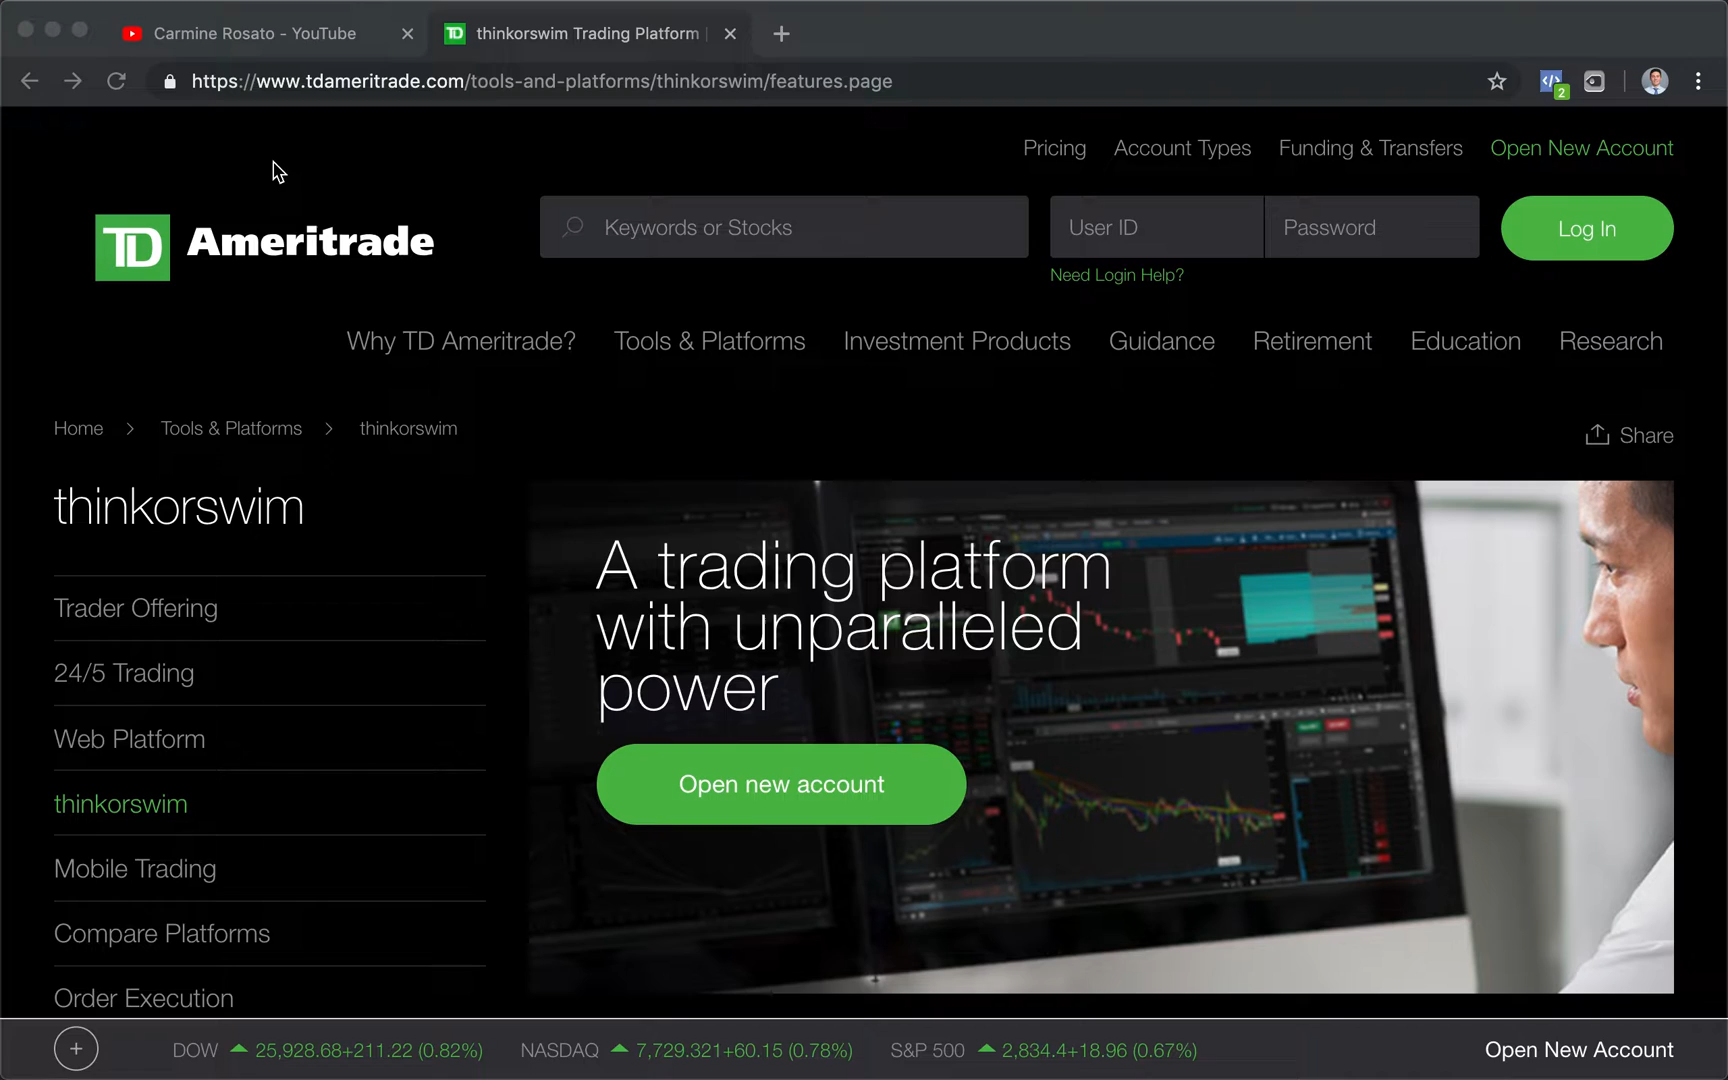 Carmine Rosato - YouTube
thinkorswim Trading Platform
https://www.tdameritrade.com/tools-and-platforms/thinkorswim/features.page
2
Pricing
Account Types
Funding & Transfers
Open New Account
TD Ameritrade
Keywords or Stocks
User ID
Password
Log In
Need Login Help?
Why TD Ameritrade?
Tools & Platforms
Investment Products
Guidance
Retirement
Education
Research
Home > Tools & Platforms > thinkorswim
Share
thinkorswim
Trader Offering
24/5 Trading
Web Platform
thinkorswim
Mobile Trading
Compare Platforms
Order Execution
A trading platform
with unparalleled
power
Open new account
DOW 25,928.68+211.22 (0.82%)
NASDAQ 7,729.321+60.15 (0.78%)
S&P 500 2,834.4+18.96 (0.67%)
Open New Account